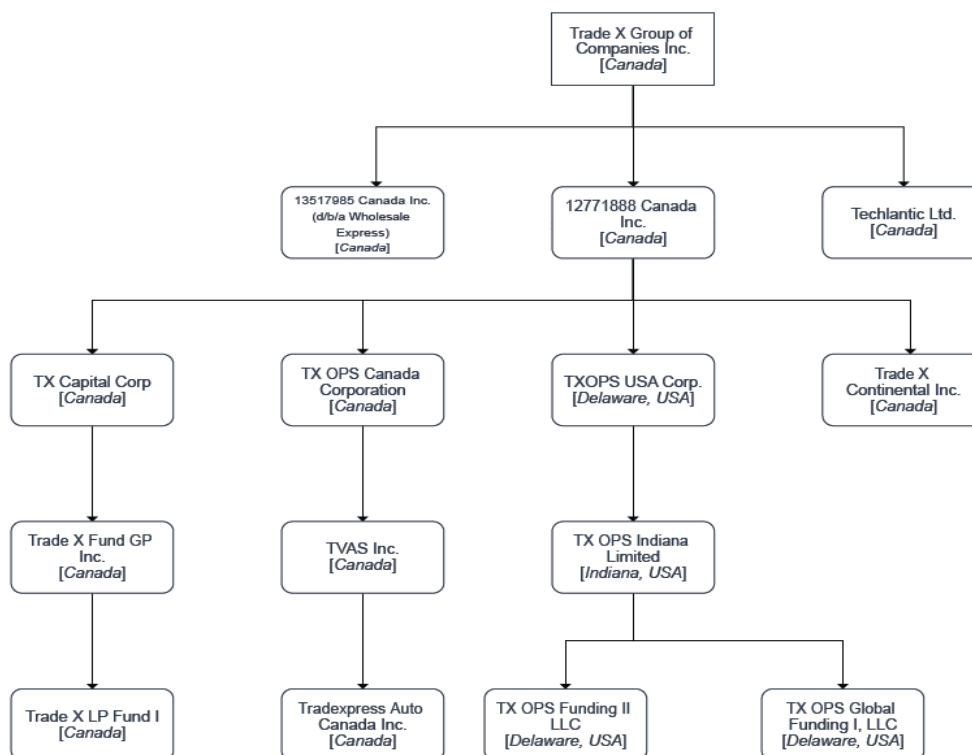 Trade X Group of
Companies Inc.
[Canada]
13517985 Canada Inc.
(d/b/a Wholesale
Express)
[Canada]
12771888 Canada
Inc.
[Canada]
Techlantic Ltd.
[Canada]
TX Capital Corp
[Canada]
TX OPS Canada
Corporation
[Canada]
TXOPS USA Corp.
[Delaware, USA]
Trade X
Continental Inc.
[Canada]
Trade X Fund GP
Inc.
[Canada]
TVAS Inc.
[Canada]
TX OPS Indiana
Limited
[Indiana, USA]
Trade X LP Fund I
[Canada]
Tradexpress Auto
Canada Inc.
[Canada]
TX OPS Funding II
LLC
[Delaware, USA]
TX OPS Global
Funding I, LLC
[Delaware, USA]